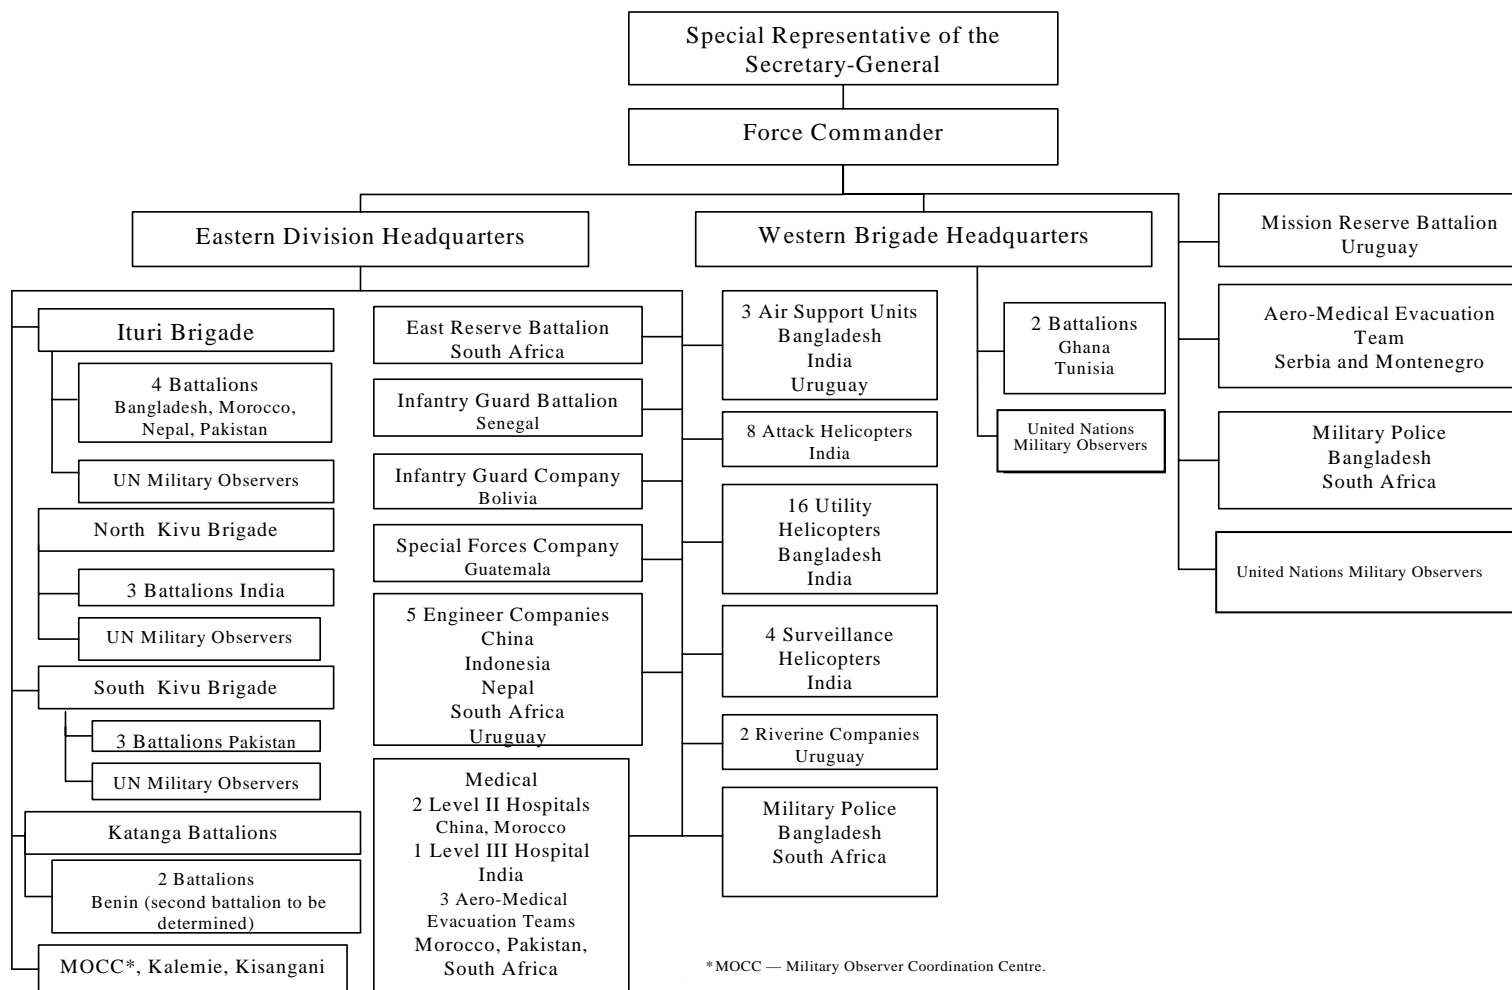 Special Representative of the
Secretary-General
Force Commander
Eastern Division Headquarters
Western Brigade Headquarters
Mission Reserve Battalion
Uruguay
Aero-Medical Evacuation
Team
Serbia and Montenegro
Military Police
Bangladesh
South Africa
United Nations Military Observers
Ituri Brigade
4 Battalions
Bangladesh, Morocco,
Nepal, Pakistan
UN Military Observers
North Kivu Brigade
3 Battalions India
UN Military Observers
South Kivu Brigade
3 Battalions Pakistan
UN Military Observers
Katanga Battalions
2 Battalions
Benin (second battalion to be
determined)
MOCC*, Kalemie, Kisangani
East Reserve Battalion
South Africa
Infantry Guard Battalion
Senegal
Infantry Guard Company
Bolivia
Special Forces Company
Guatemala
5 Engineer Companies
China
Indonesia
Nepal
South Africa
Uruguay
Medical
2 Level II Hospitals
China, Morocco
1 Level III Hospital
India
3 Aero-Medical
Evacuation Teams
Morocco, Pakistan,
South Africa
3 Air Support Units
Bangladesh
India
Uruguay
8 Attack Helicopters
India
16 Utility
Helicopters
Bangladesh
India
4 Surveillance
Helicopters
India
2 Riverine Companies
Uruguay
Military Police
Bangladesh
South Africa
2 Battalions
Ghana
Tunisia
United Nations
Military Observers
*MOCC — Military Observer Coordination Centre.